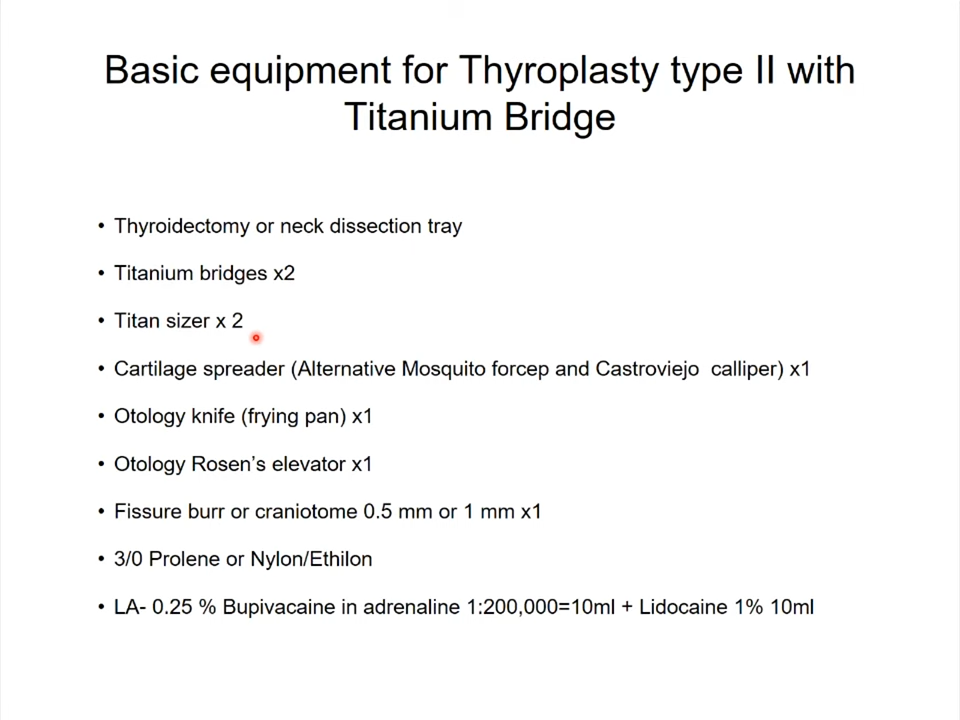 Basic equipment for Thyroplasty type II with
Titanium Bridge
• Thyroidectomy or neck dissection tray
• Titanium bridges x2
• Titan sizer x 2
• Cartilage spreader (Alternative Mosquito forcep and Castroviejo  calliper) x1
• Otology knife (frying pan) x1
• Otology Rosen’s elevator x1
• Fissure burr or craniotome 0.5 mm or 1 mm x1
• 3/0 Prolene or Nylon/Ethilon
• LA- 0.25 % Bupivacaine in adrenaline 1:200,000=10ml + Lidocaine 1% 10ml